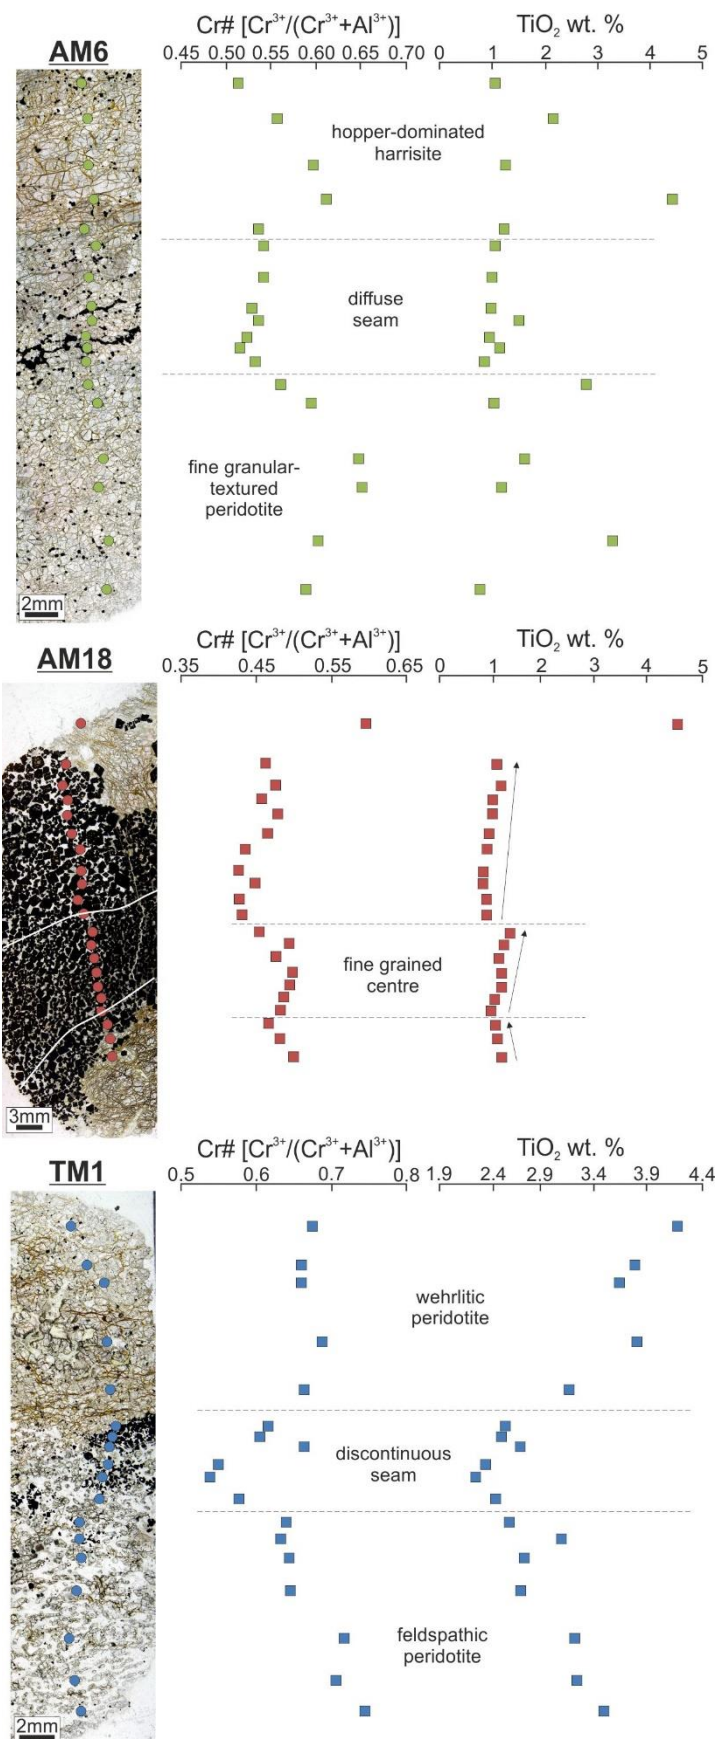 AM6
Cr# [Cr³⁺/(Cr³⁺+Al³⁺)]
TiO₂ wt. %
0.45 0.50 0.55 0.60 0.65 0.70
0 1 2 3 4 5
hopper-dominated
harrisite
diffuse
seam
fine granular-
textured
peridotite
2mm
AM18
Cr# [Cr³⁺/(Cr³⁺+Al³⁺)]
TiO₂ wt. %
0.35 0.45 0.55 0.65
0 1 2 3 4 5
fine grained
centre
3mm
TM1
Cr# [Cr³⁺/(Cr³⁺+Al³⁺)]
TiO₂ wt. %
0.5 0.6 0.7 0.8
1.9 2.4 2.9 3.4 3.9 4.4
wehrlitic
peridotite
discontinuous
seam
feldspathic
peridotite
2mm